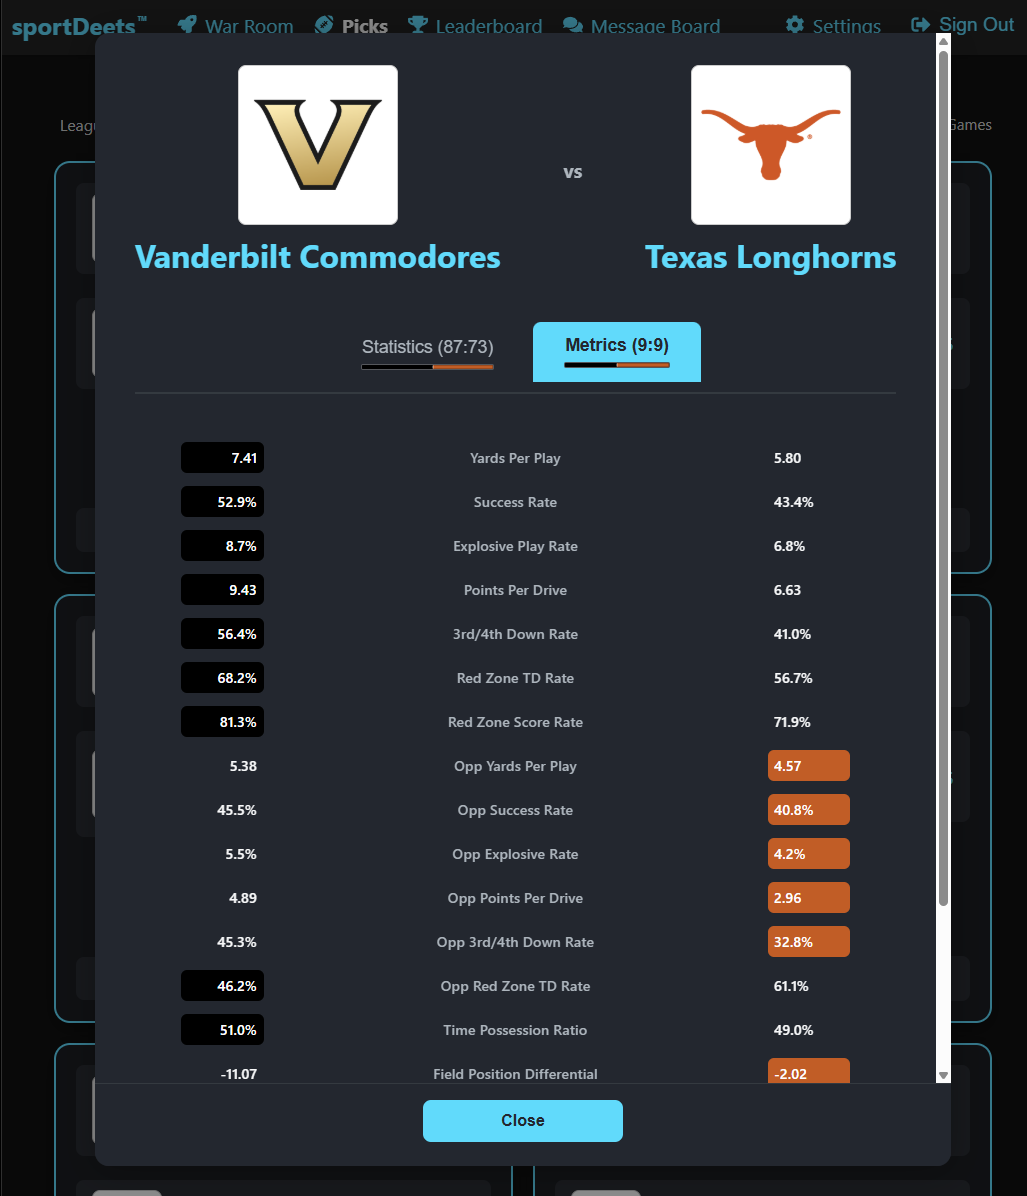 sportDeets™ War Room Picks Leaderboard Message Board Settings Sign Out
Games
V
®
vs
Vanderbilt Commodores Texas Longhorns
Statistics (87:73) Metrics (9:9)
7.41 Yards Per Play 5.80
52.9% Success Rate 43.4%
8.7% Explosive Play Rate 6.8%
9.43 Points Per Drive 6.63
56.4% 3rd/4th Down Rate 41.0%
68.2% Red Zone TD Rate 56.7%
81.3% Red Zone Score Rate 71.9%
5.38 Opp Yards Per Play 4.57
45.5% Opp Success Rate 40.8%
5.5% Opp Explosive Rate 4.2%
4.89 Opp Points Per Drive 2.96
45.3% Opp 3rd/4th Down Rate 32.8%
46.2% Opp Red Zone TD Rate 61.1%
51.0% Time Possession Ratio 49.0%
-11.07 Field Position Differential -2.02
Close